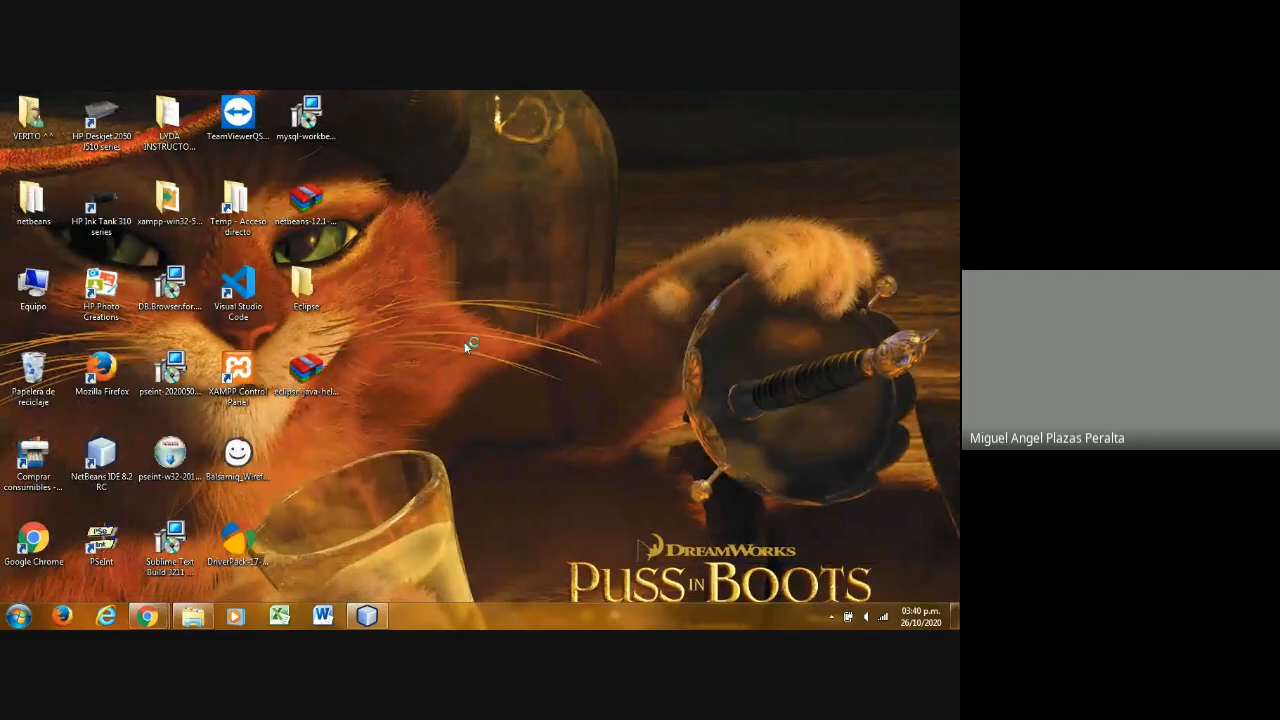 VERITO ^^
HP Deskjet 2050
J510 series
LYDA
INSTRUCTO...
TeamViewerQS...
mysql-workbe...
netbeans
HP Ink Tank 310
series
xampp-win32-5...
Temp - Acceso
directo
netbeans-12.1-...
Equipo
HP Photo
Creations
DB.Browser.for....
Visual Studio
Code
Eclipse
Papelera de
reciclaje
Mozilla Firefox
pseint-2020050...
XAMPP Control
Panel
eclipse-java-hel...
Comprar
consumibles -...
NetBeans IDE 8.2
RC
pseint-w32-201...
Balsamiq_Wiref...
Google Chrome
PSeInt
Sublime Text
Build 3211 ...
DriverPack-17-...
DREAMWORKS
PUSS IN BOOTS
03:40 p.m.
26/10/2020
Miguel Angel Plazas Peralta